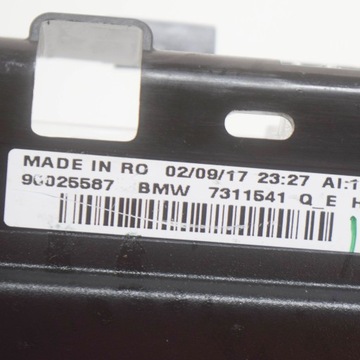 MADE IN RC 02/09/17 23:27 AI:1
90025587 BMW 7311541 Q_E H